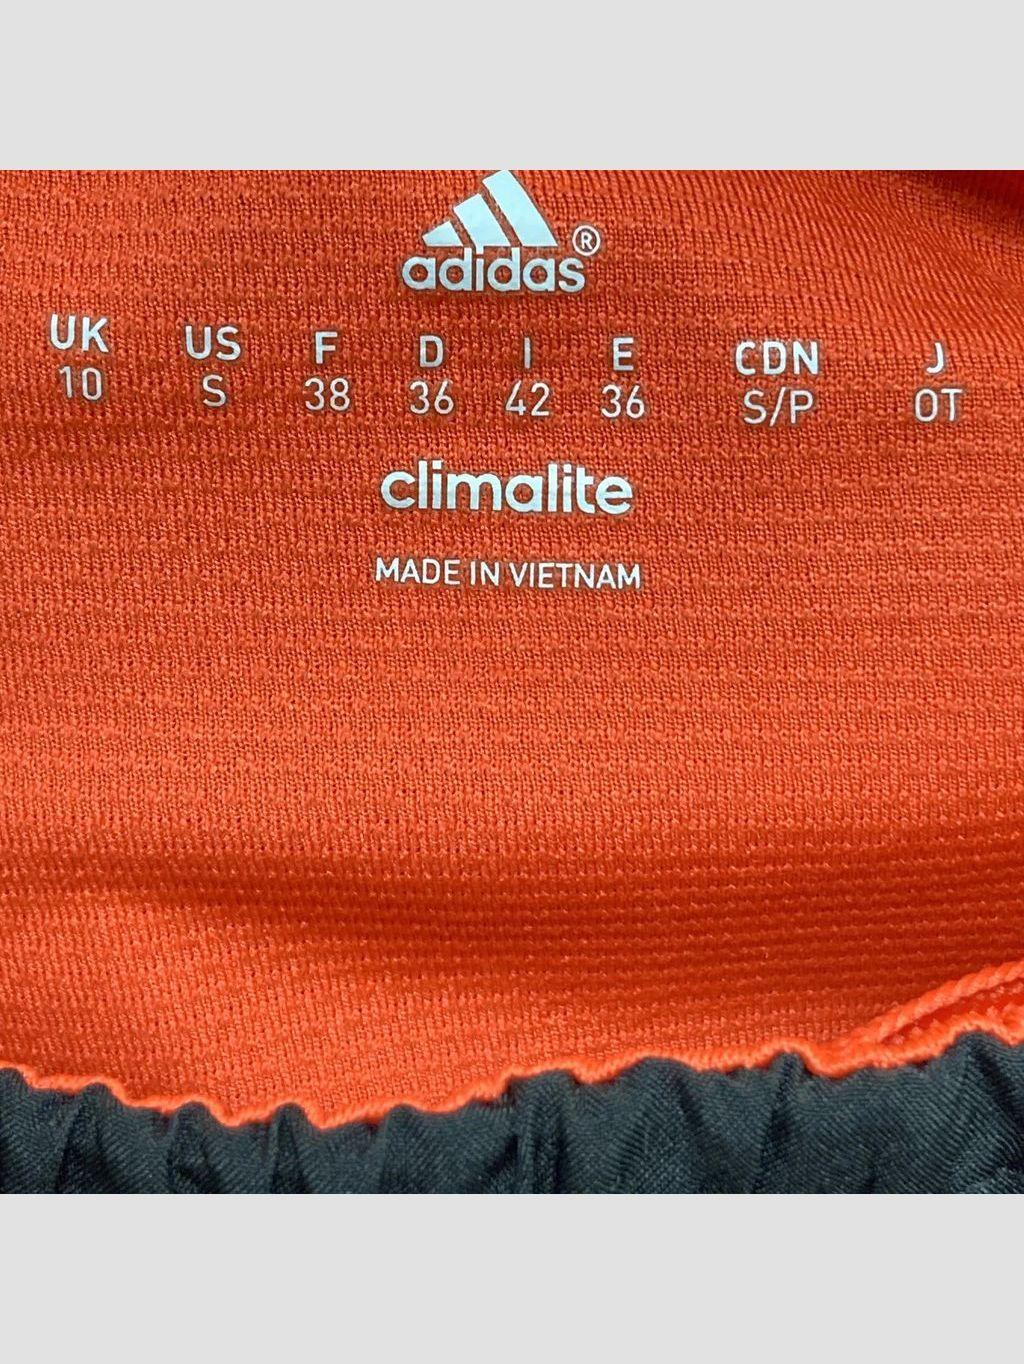 adidas®
UK US F D I E CDN J
10 S 38 36 42 36 S/P OT
climalite
MADE IN VIETNAM